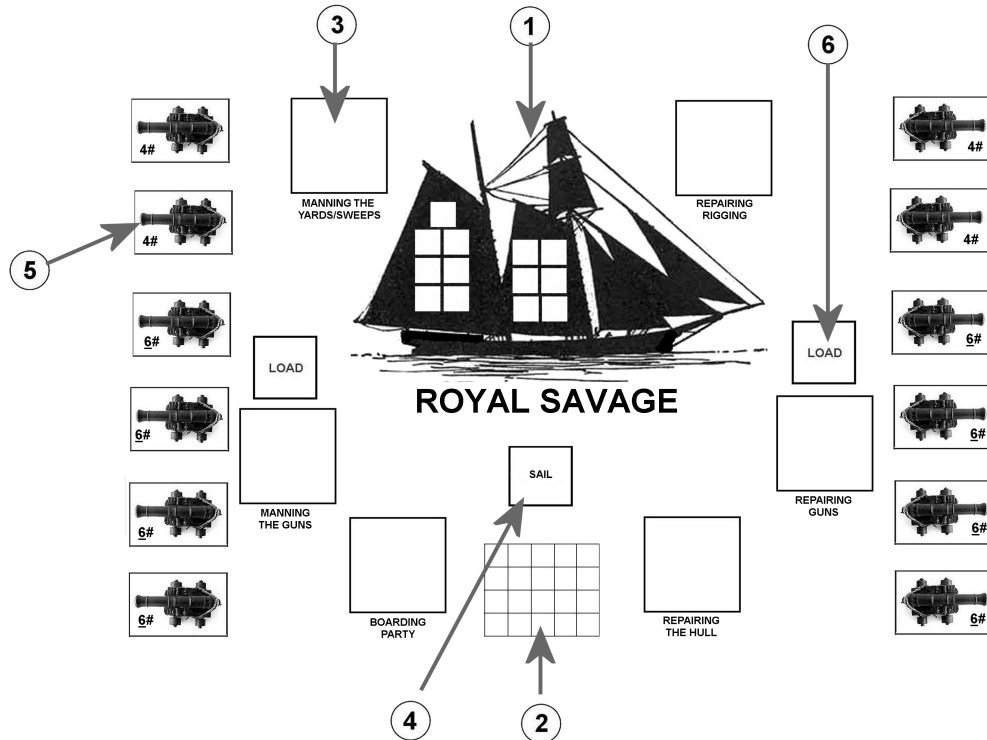 3
1
6
4#
4#
MANNING THE
YARDS/SWEEPS
REPAIRING
RIGGING
4#
4#
5
6#
6#
LOAD
LOAD
ROYAL SAVAGE
6#
6#
SAIL
MANNING
THE GUNS
REPAIRING
GUNS
6#
6#
BOARDING
PARTY
REPAIRING
THE HULL
6#
6#
4
2